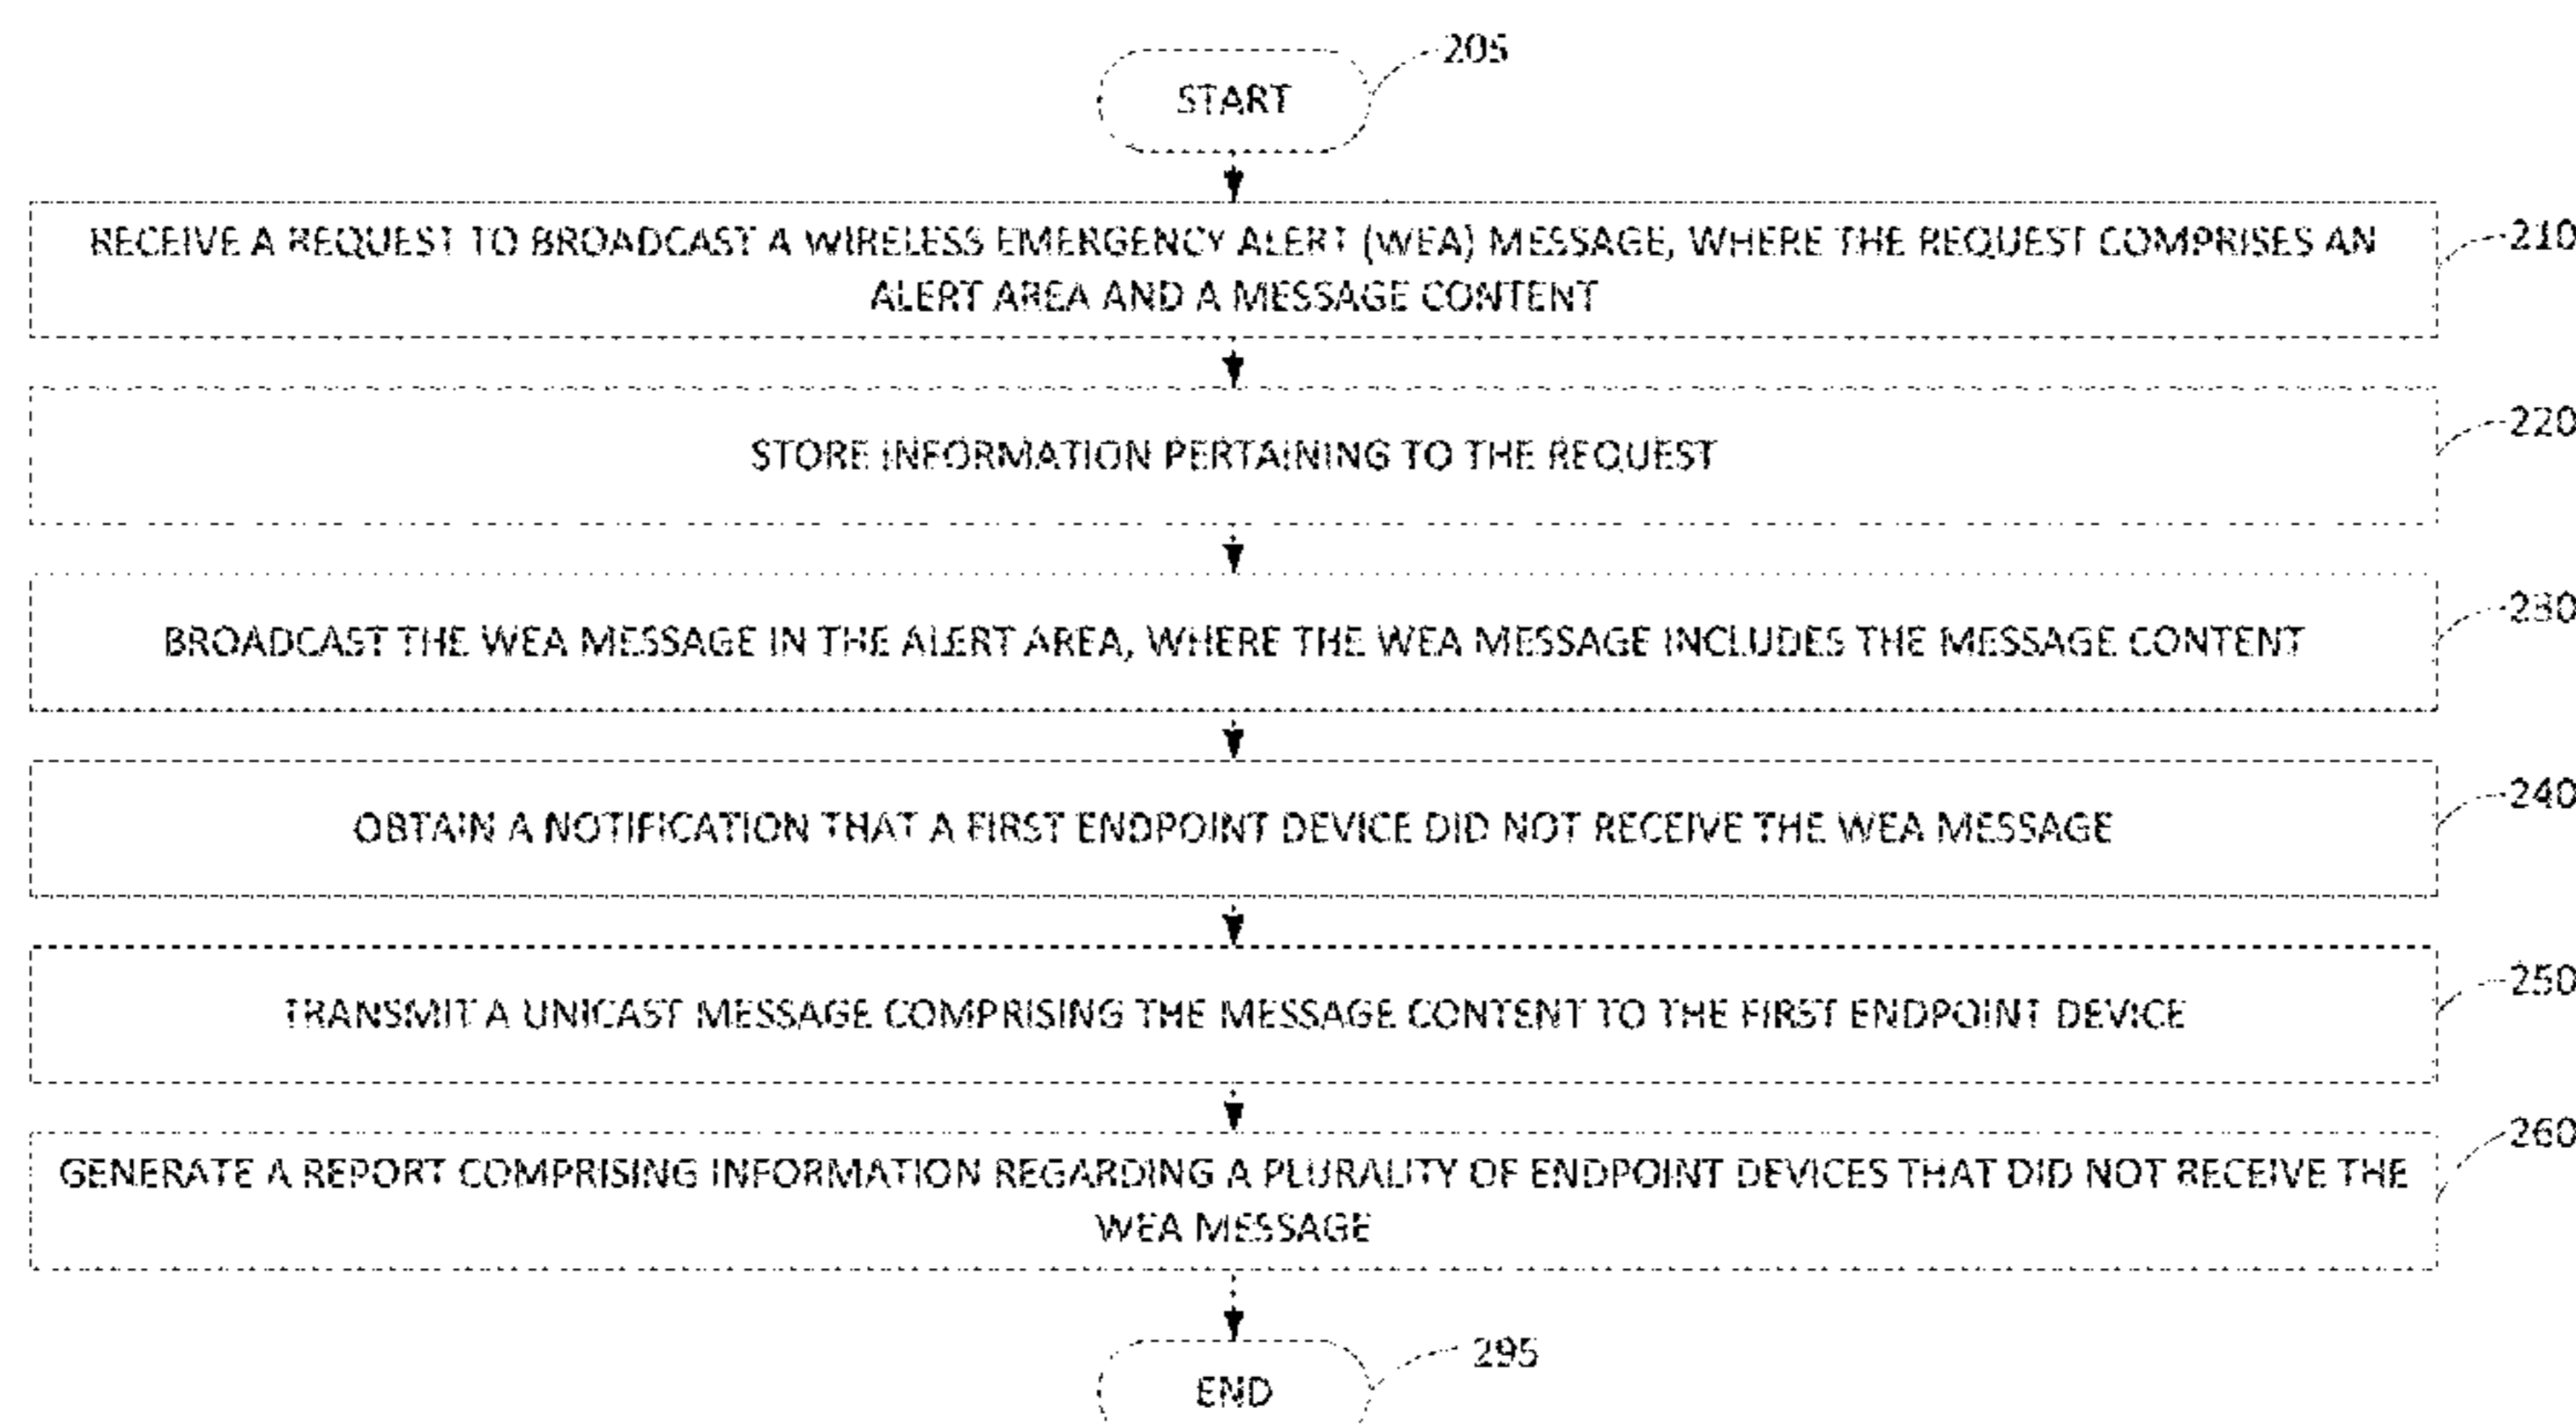 205
START
RECEIVE A REQUEST TO BROADCAST A WIRELESS EMERGENCY ALERT (WEA) MESSAGE, WHERE THE REQUEST COMPRISES AN
ALERT AREA AND A MESSAGE CONTENT
210
STORE INFORMATION PERTAINING TO THE REQUEST
220
BROADCAST THE WEA MESSAGE IN THE ALERT AREA, WHERE THE WEA MESSAGE INCLUDES THE MESSAGE CONTENT
230
OBTAIN A NOTIFICATION THAT A FIRST ENDPOINT DEVICE DID NOT RECEIVE THE WEA MESSAGE
240
TRANSMIT A UNICAST MESSAGE COMPRISING THE MESSAGE CONTENT TO THE FIRST ENDPOINT DEVICE
250
GENERATE A REPORT COMPRISING INFORMATION REGARDING A PLURALITY OF ENDPOINT DEVICES THAT DID NOT RECEIVE THE
WEA MESSAGE
260
295
END